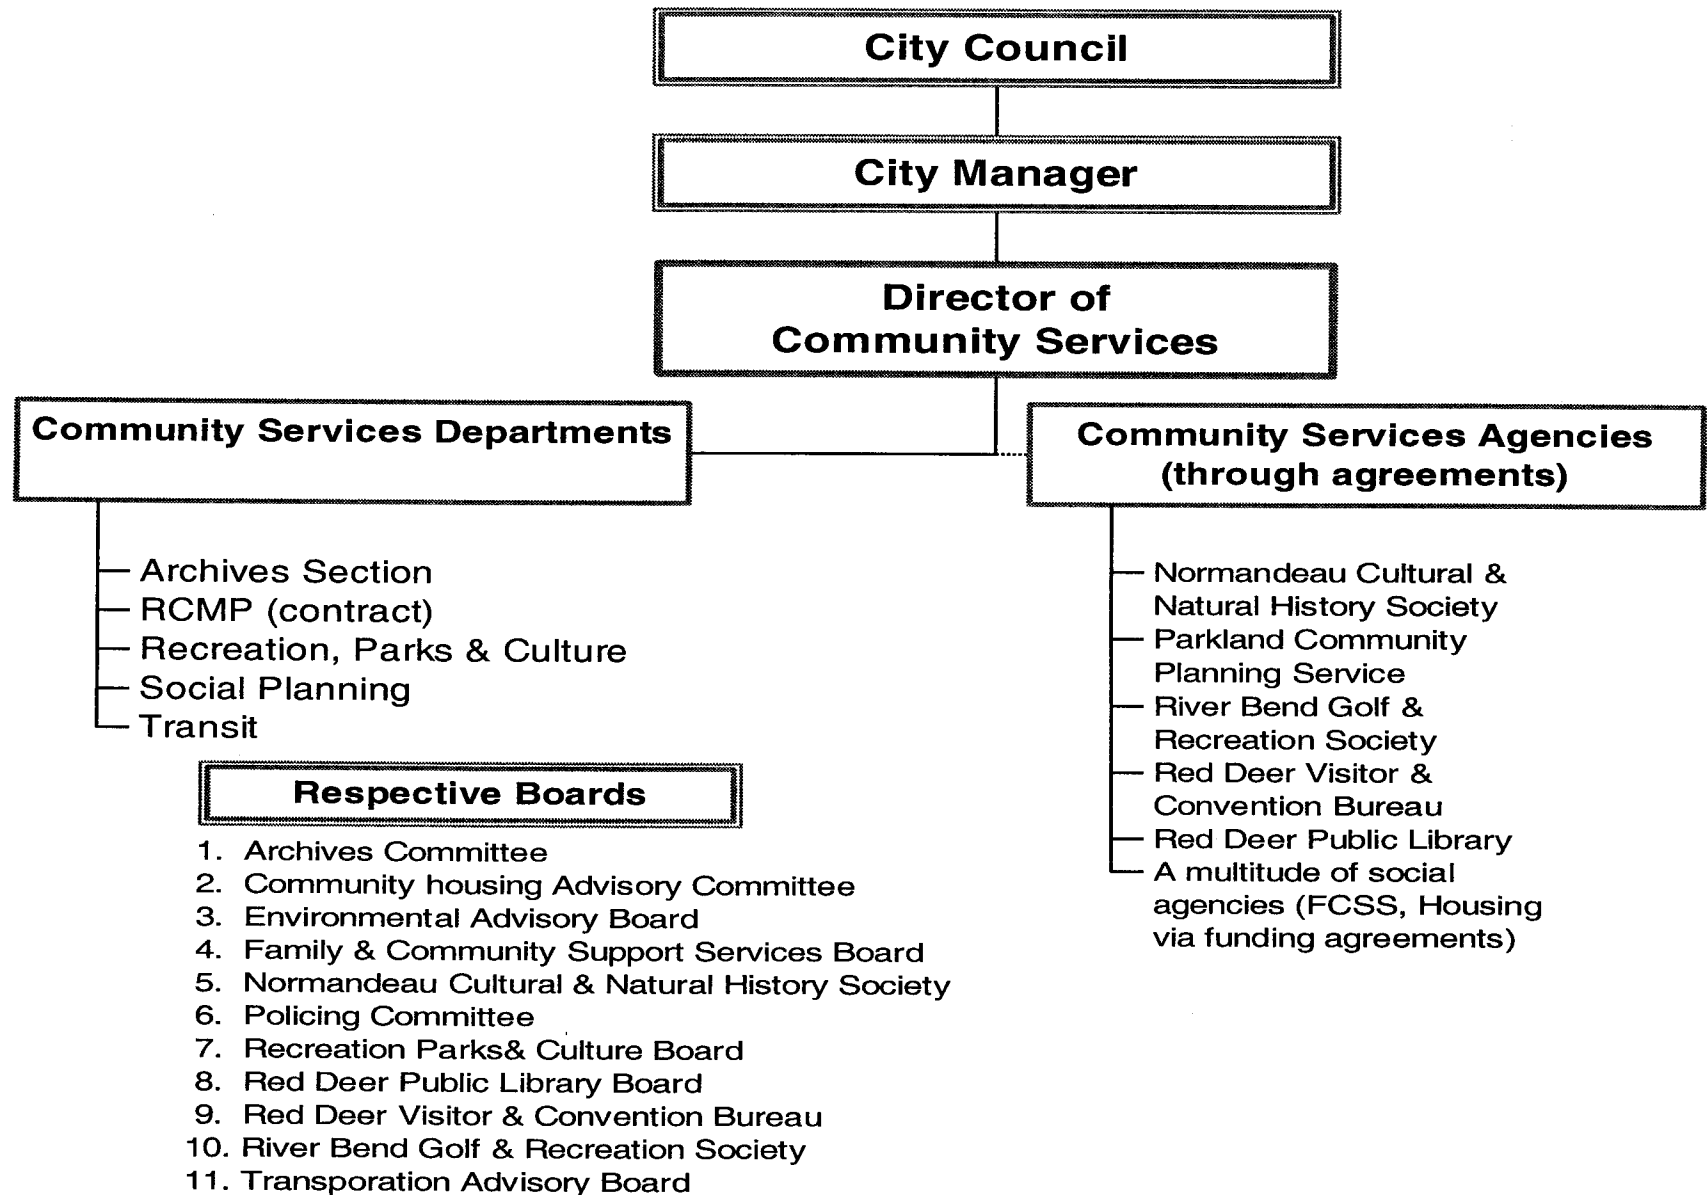 City Council
City Manager
Director of
Community Services
Community Services Departments
Archives Section
RCMP (contract)
Recreation, Parks & Culture
Social Planning
Transit
Community Services Agencies
(through agreements)
Normandeau Cultural &
Natural History Society
Parkland Community
Planning Service
River Bend Golf &
Recreation Society
Red Deer Visitor &
Convention Bureau
Red Deer Public Library
A multitude of social
agencies (FCSS, Housing
via funding agreements)
Respective Boards
1. Archives Committee
2. Community housing Advisory Committee
3. Environmental Advisory Board
4. Family & Community Support Services Board
5. Normandeau Cultural & Natural History Society
6. Policing Committee
7. Recreation Parks& Culture Board
8. Red Deer Public Library Board
9. Red Deer Visitor & Convention Bureau
10. River Bend Golf & Recreation Society
11. Transporation Advisory Board